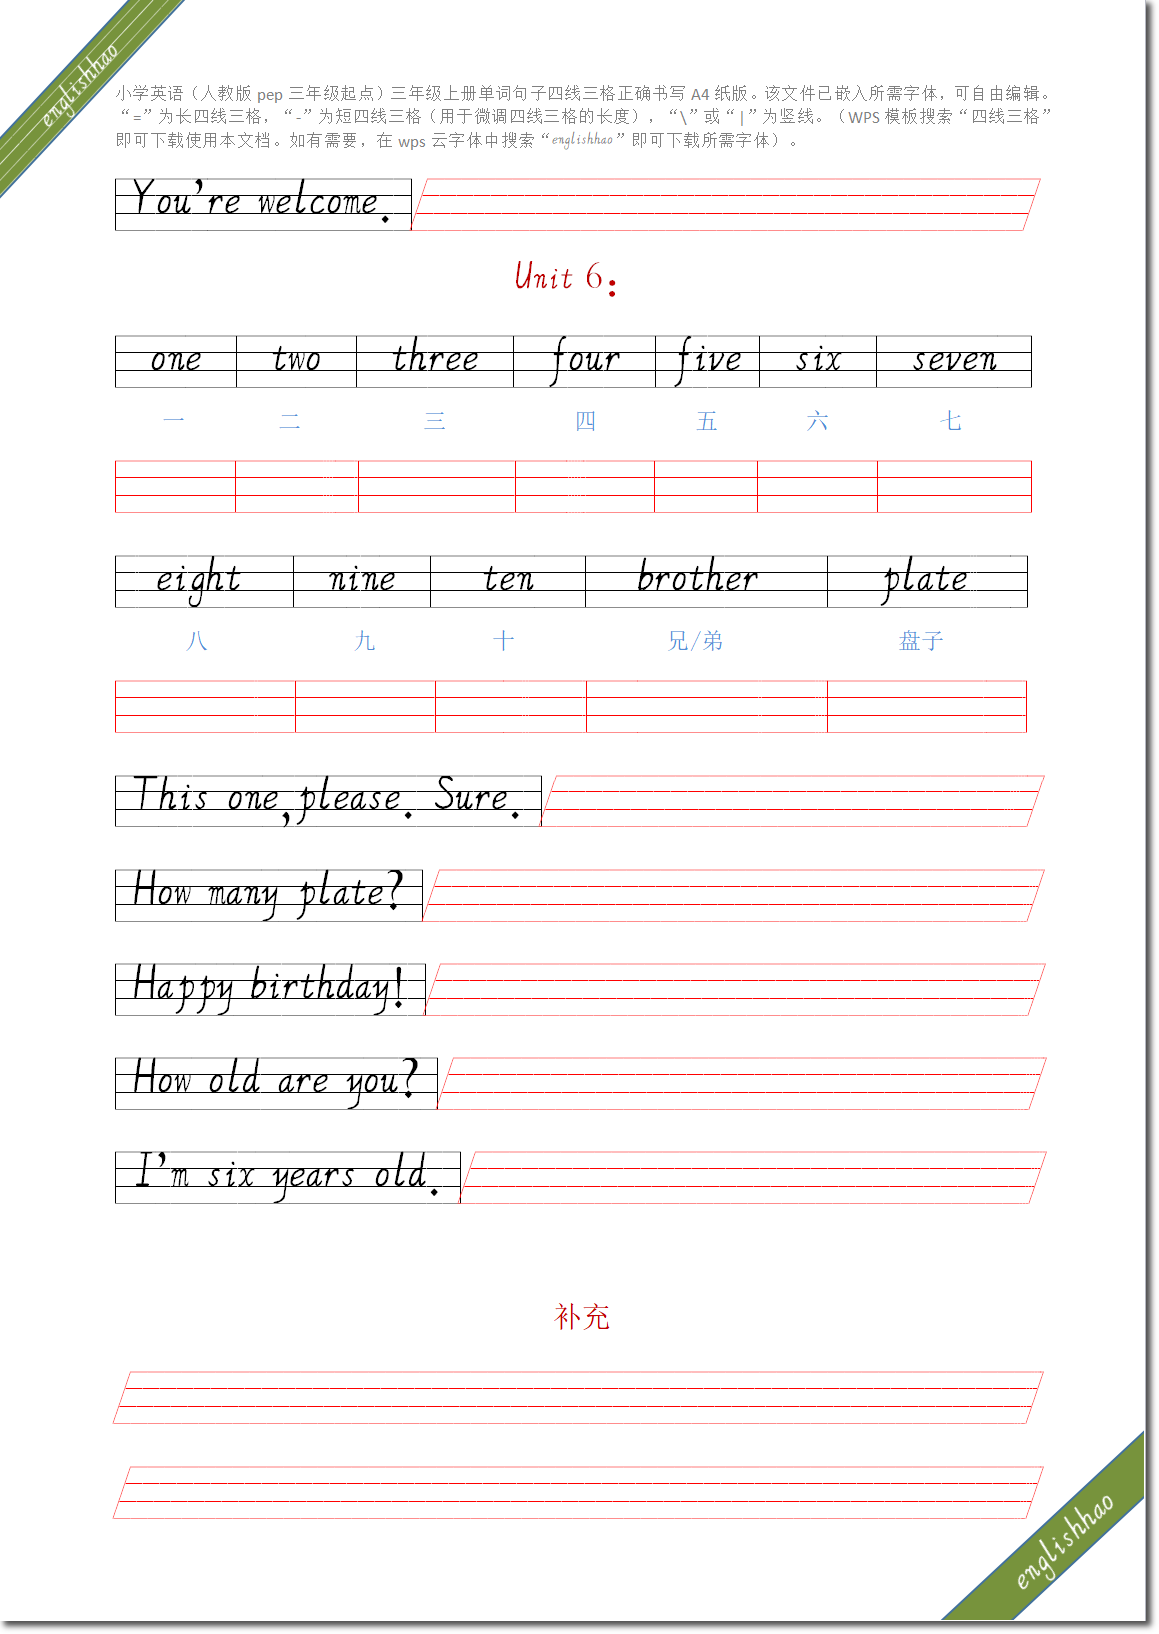 englishhao
小学英语（人教版 pep 三年级起点）三年级上册单词句子四线三格正确书写 A4 纸版。该文件已嵌入所需字体，可自由编辑。
“=”为长四线三格，“-”为短四线三格（用于微调四线三格的长度），“\”或“|”为竖线。（WPS 模板搜索“四线三格”
即可下载使用本文档。如有需要，在 wps 云字体中搜索“englishhao”即可下载所需字体）。
You’re welcome.
Unit 6:
one two three four five six seven
一 二 三 四 五 六 七
eight nine ten brother plate
八 九 十 兄/弟 盘子
This one,please. Sure.
How many plate?
Happy birthday!
How old are you?
I’m six years old.
补充
englishhao